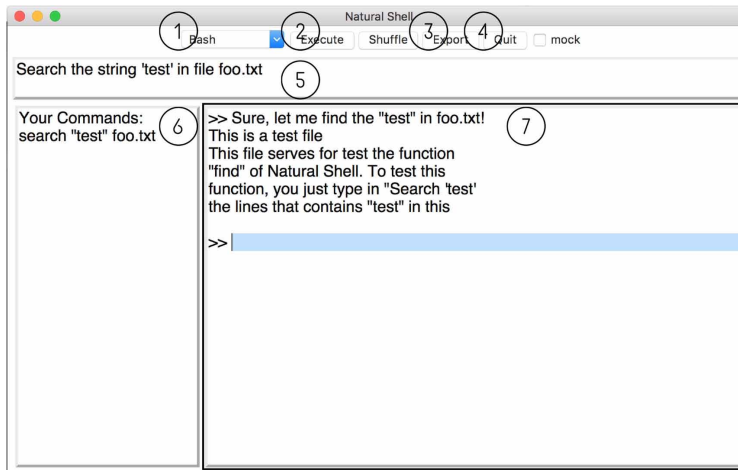 Natural Shell
1 Bash 2 Execute Shuffle 3 Export 4 Quit mock
Search the string 'test' in file foo.txt 5
Your Commands: 6
search "test" foo.txt
>> Sure, let me find the "test" in foo.txt! 7
This is a test file
This file serves for test the function
"find" of Natural Shell. To test this
function, you just type in "Search 'test'
the lines that contains "test" in this
>>